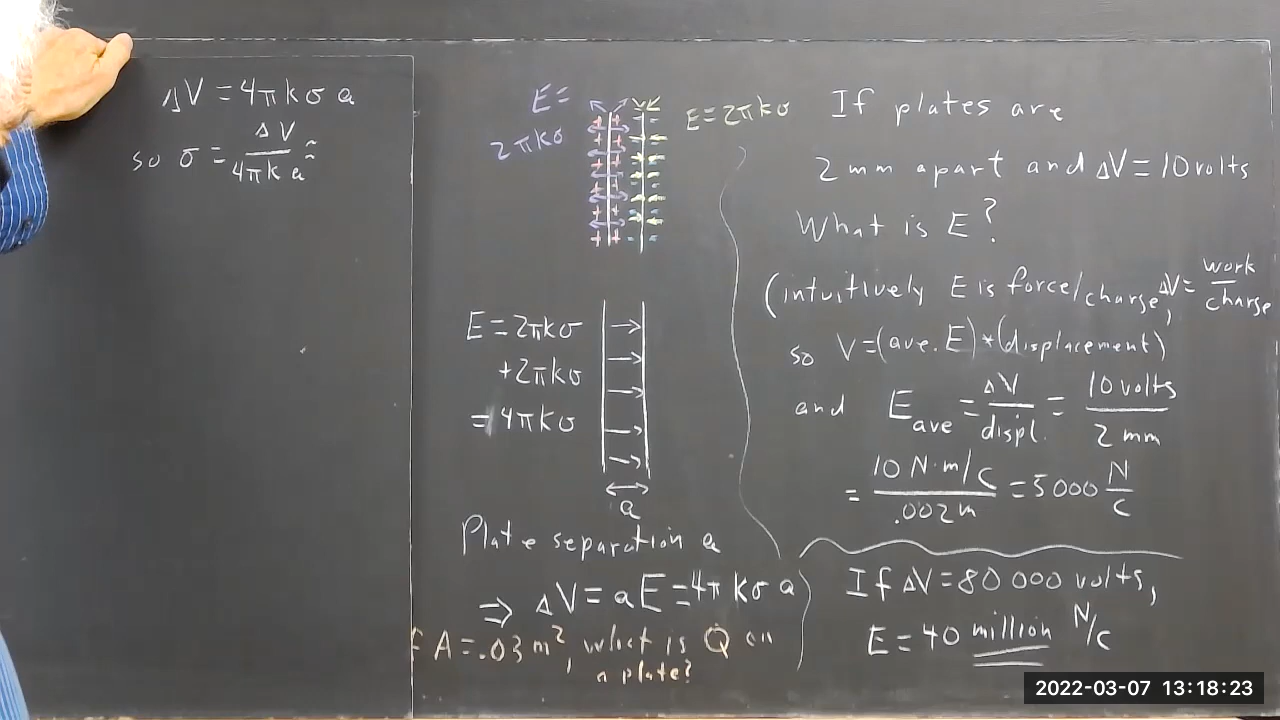 ΔV = 4πkσ a
so σ = ΔV / 4πk a
E =
2πkσ
E = 2πkσ
E = 2πkσ
+ 2πkσ
= 4πkσ
a
Plate separation a
⇒ ΔV = aE = 4πkσ a
f A = .03 m², what is Q on
a plate?
If plates are
2 mm apart and ΔV = 10 volts
What is E?
(intuitively E is force/charge, ΔV = work/charge
so V = (ave. E) * (displacement)
and E ave = ΔV/displ. = 10 volts/2 mm
= 10 N·m/C / .002 m = 5000 N/C
If ΔV = 80 000 volts,
E = 40 million N/C
2022-03-07 13:18:23